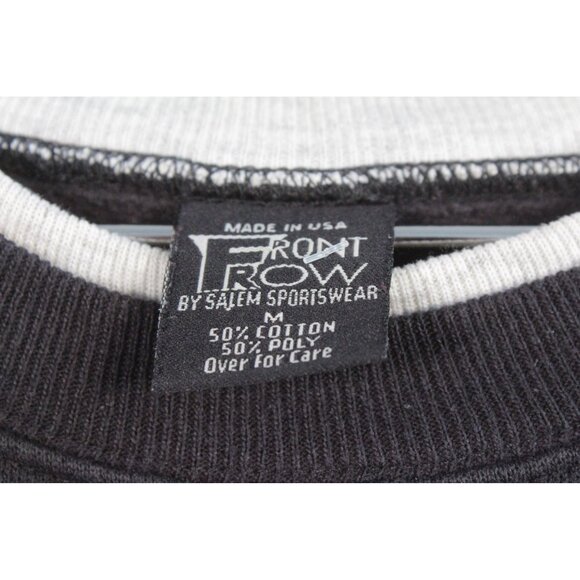 MADE IN USA
FRONT
ROW
BY SALEM SPORTSWEAR
M
50% COTTON
50% POLY
Over For Care